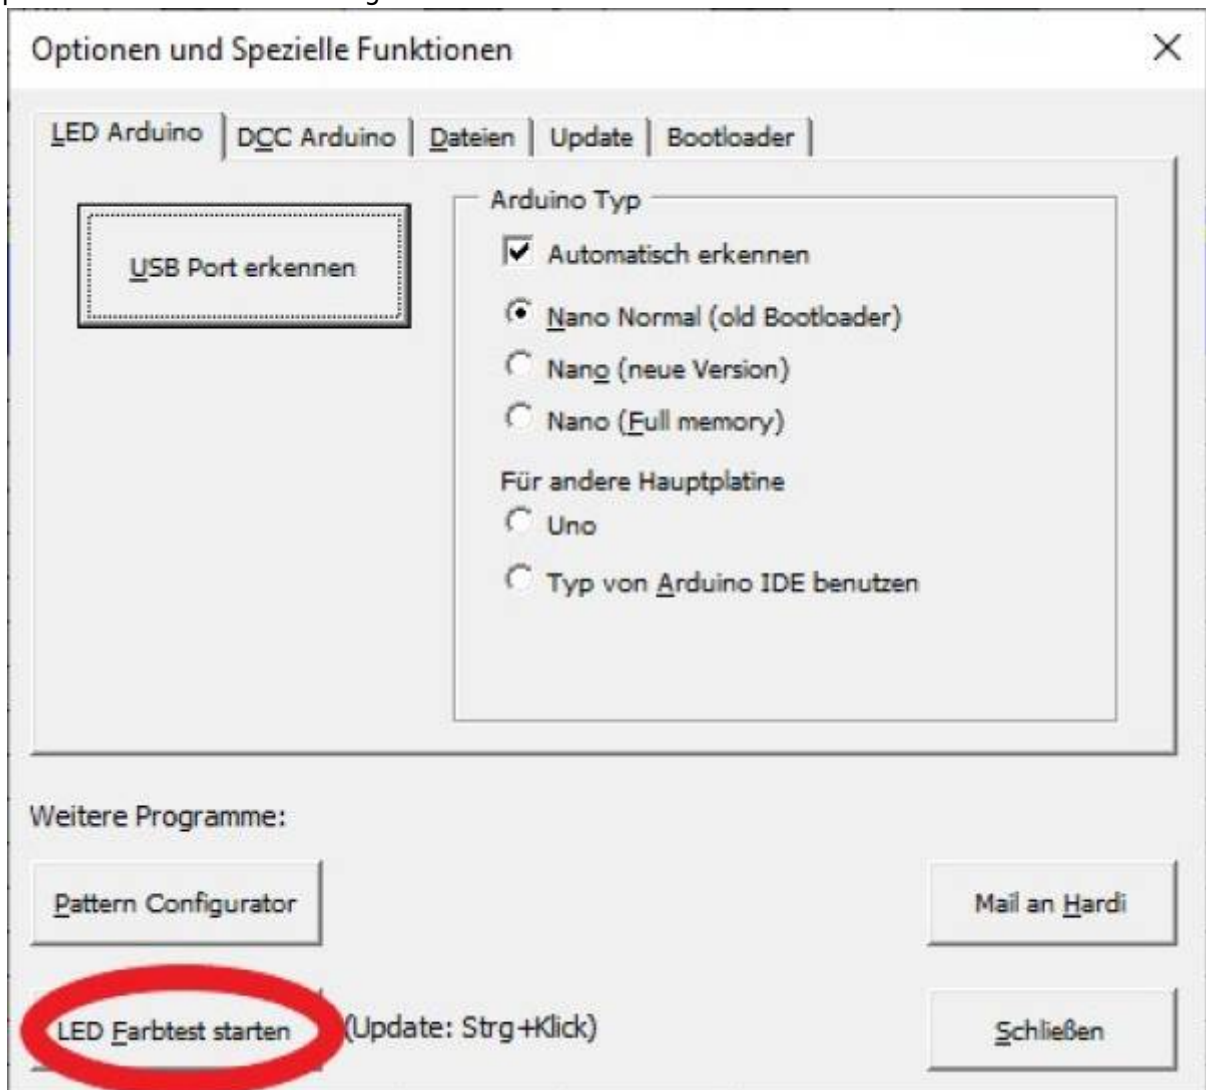 Optionen und Spezielle Funktionen
LED Arduino
DCC Arduino
Dateien
Update
Bootloader
USB Port erkennen
Arduino Typ
Automatisch erkennen
Nano Normal (old Bootloader)
Nano (neue Version)
Nano (Full memory)
Für andere Hauptplatine
Uno
Typ von Arduino IDE benutzen
Weitere Programme:
Pattern Configurator
Mail an Hardi
LED Farbtest starten
(Update: Strg+Klick)
Schließen